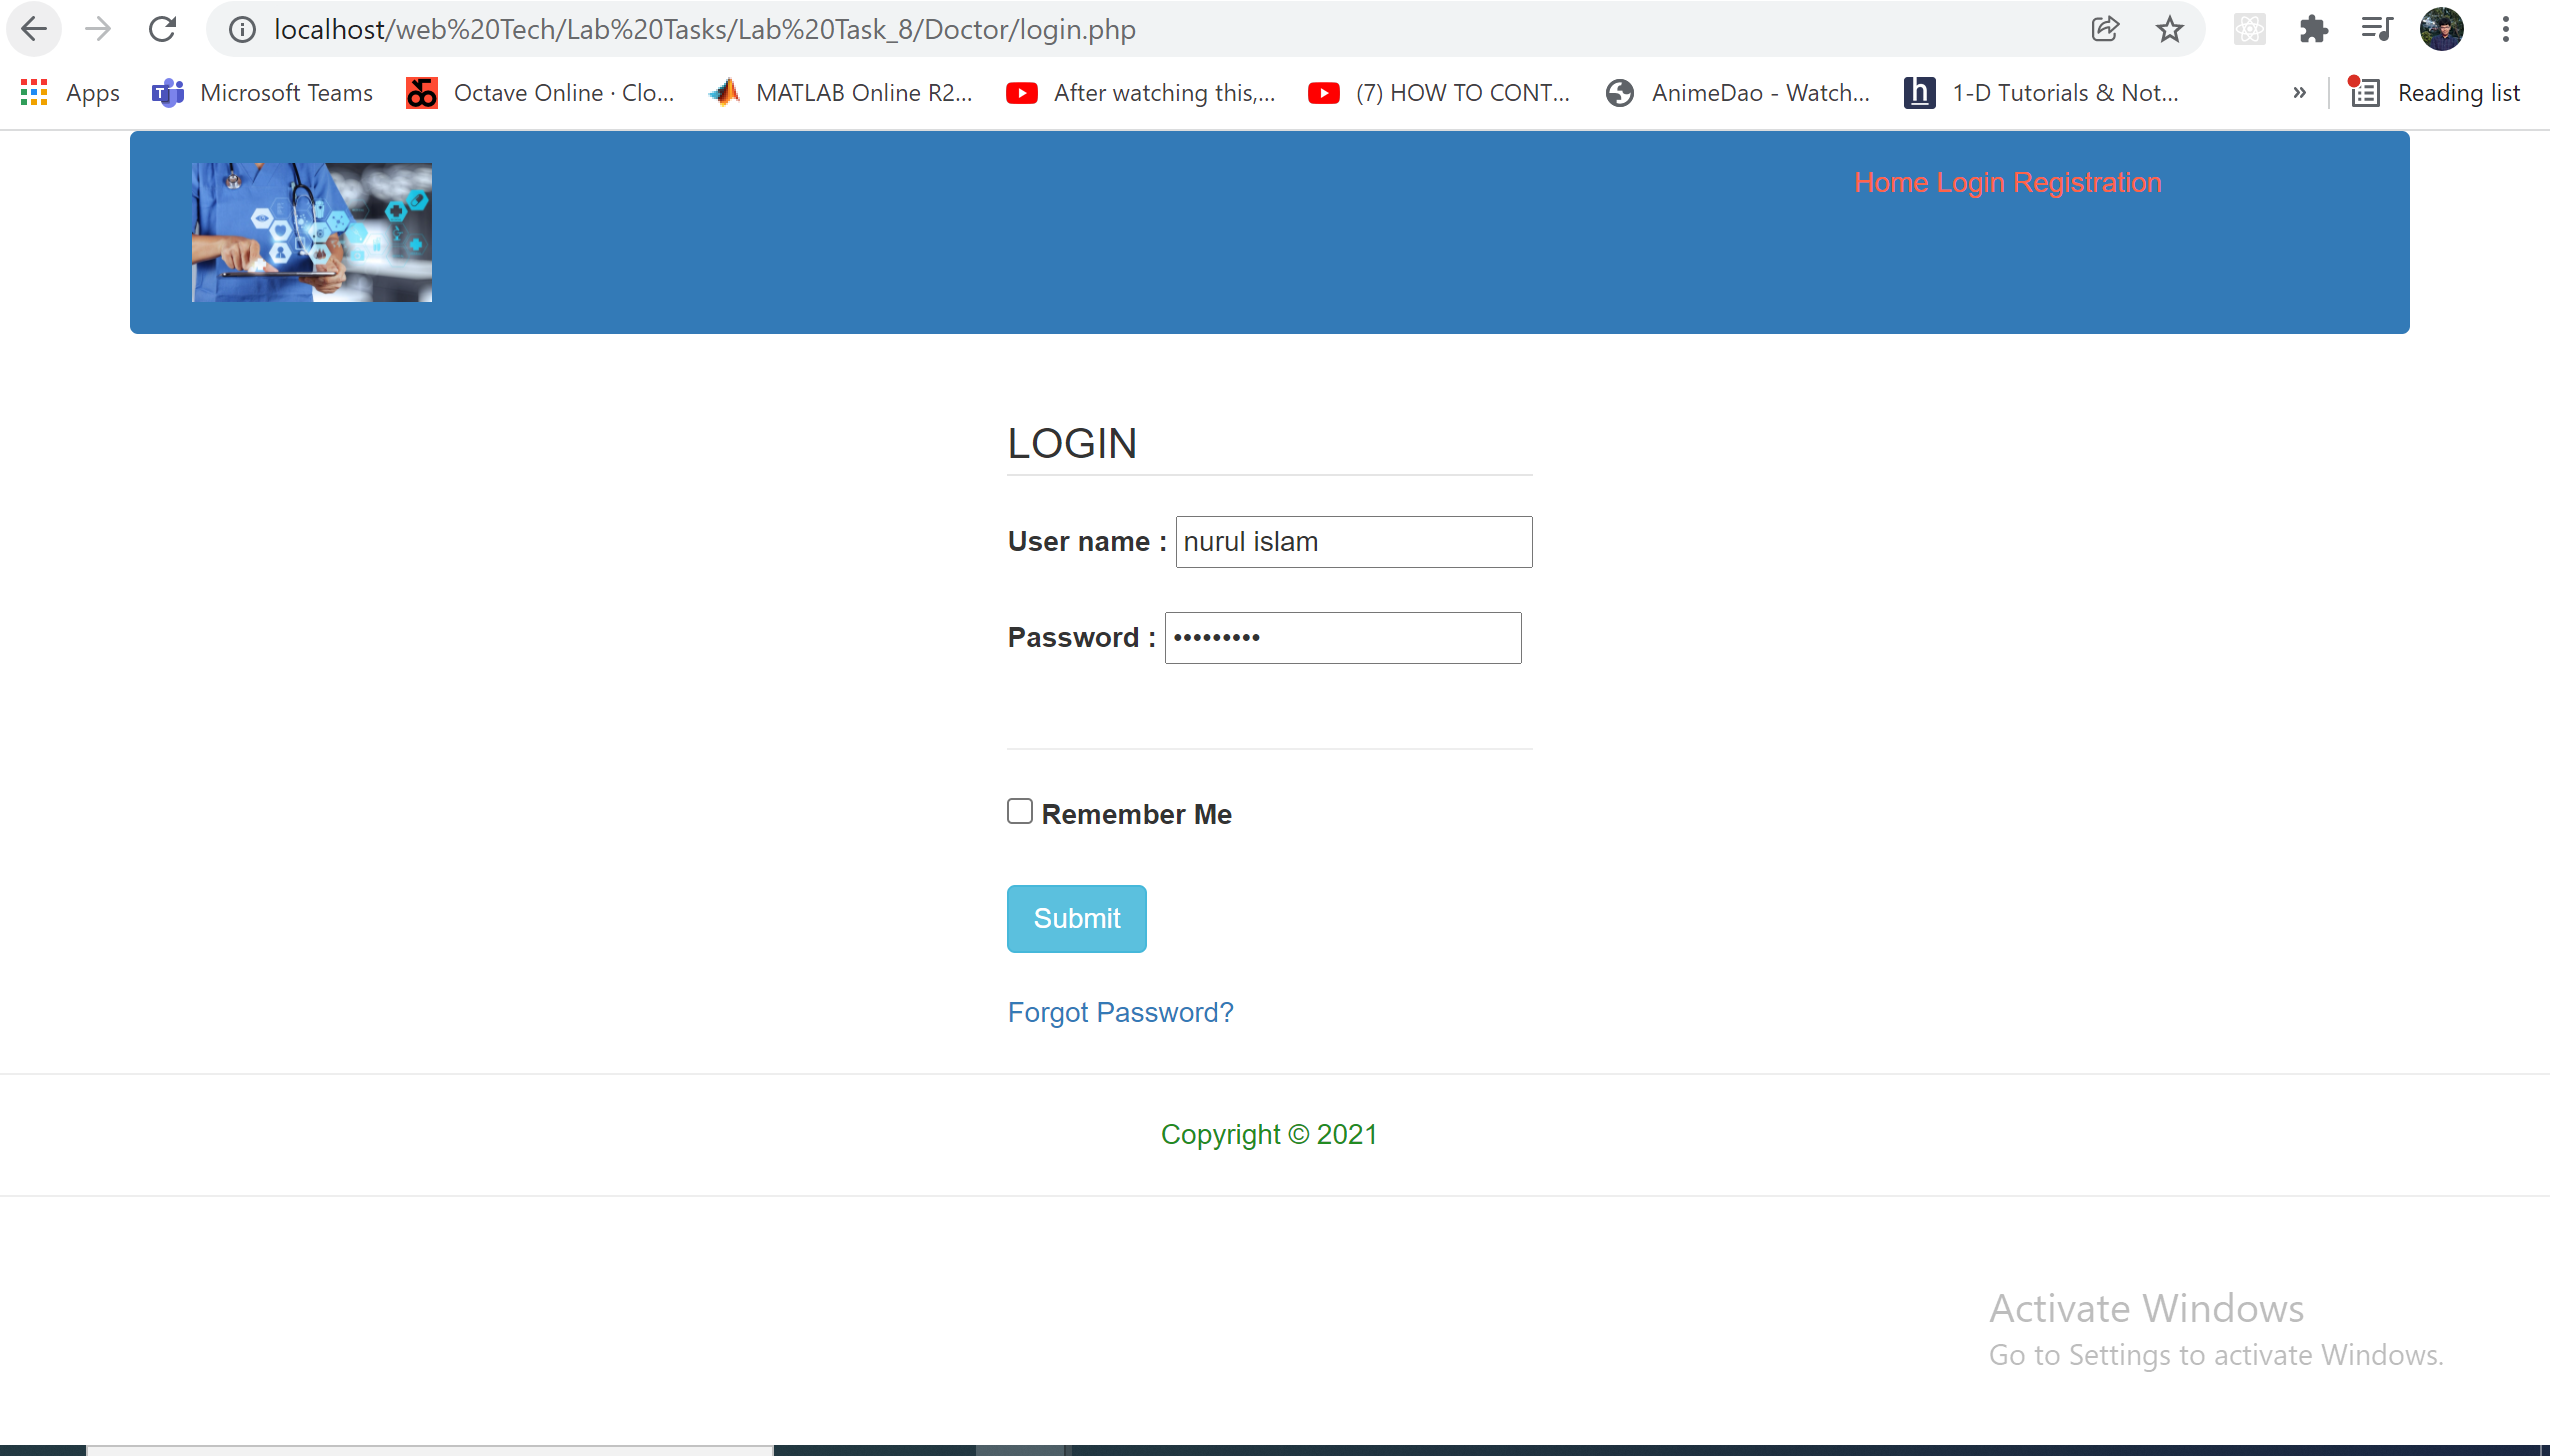 localhost/web%20Tech/Lab%20Tasks/Lab%20Task_8/Doctor/login.php
Apps Microsoft Teams Octave Online · Clo... MATLAB Online R2... After watching this,... (7) HOW TO CONT... AnimeDao - Watch... h 1-D Tutorials & Not... » Reading list
Home Login Registration
LOGIN
User name : nurul islam
Password : •••••••••
Remember Me
Submit
Forgot Password?
Copyright © 2021
Activate Windows
Go to Settings to activate Windows.